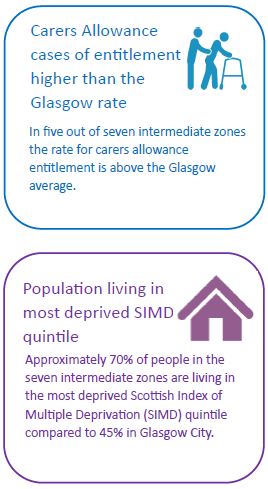 Carers Allowance
cases of entitlement
higher than the
Glasgow rate
In five out of seven intermediate zones
the rate for carers allowance
entitlement is above the Glasgow
average.
Population living in
most deprived SIMD
quintile
Approximately 70% of people in the
seven intermediate zones are living in
the most deprived Scottish Index of
Multiple Deprivation (SIMD) quintile
compared to 45% in Glasgow City.